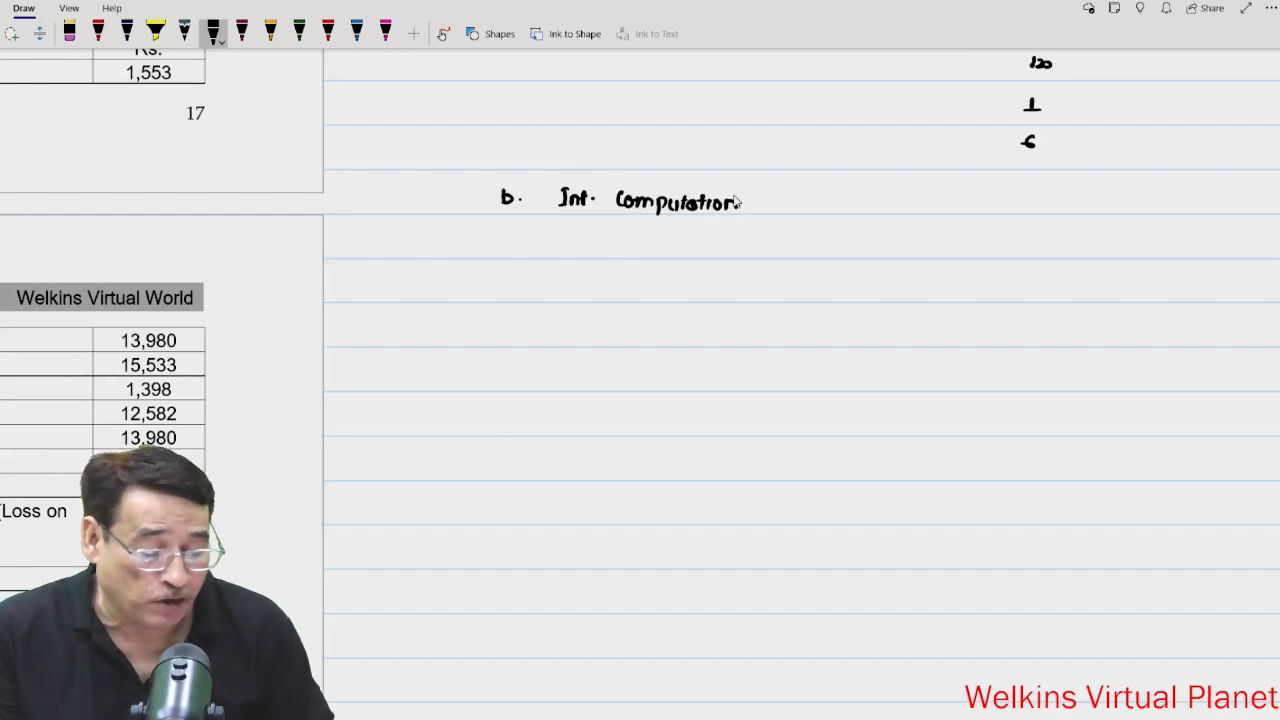 Draw View Help
Share
Shapes Ink to Shape Ink to Text
Rs.
1,553
17
120
1
6
b. Int. Computation
Welkins Virtual World
13,980
15,533
1,398
12,582
13,980
(Loss on
Welkins Virtual Planet